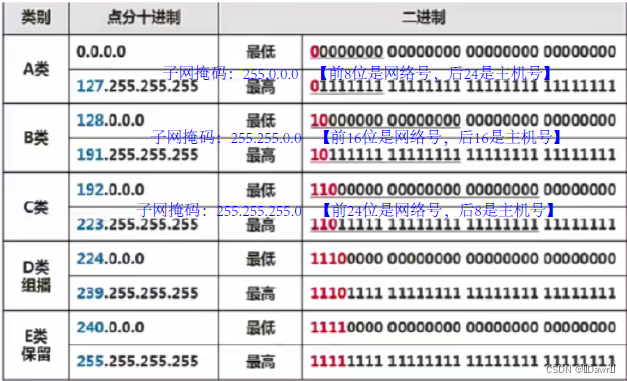 类别 点分十进制 二进制
A类 0.0.0.0 最低 00000000 00000000 00000000 00000000
子网掩码：255.0.0.0 【前8位是网络号，后24是主机号】
127.255.255.255 最高 01111111 11111111 11111111 11111111
B类 128.0.0.0 最低 10000000 00000000 00000000 00000000
子网掩码：255.255.0.0 【前16位是网络号，后16是主机号】
191.255.255.255 最高 10111111 11111111 11111111 11111111
C类 192.0.0.0 最低 11000000 00000000 00000000 00000000
子网掩码：255.255.255.0 【前24位是网络号，后8是主机号】
223.255.255.255 最高 11011111 11111111 11111111 11111111
D类 组播 224.0.0.0 最低 11100000 00000000 00000000 00000000
239.255.255.255 最高 11101111 11111111 11111111 11111111
E类 保留 240.0.0.0 最低 11110000 00000000 00000000 00000000
255.255.255.255 最高 11111111 11111111 11111111 11111111